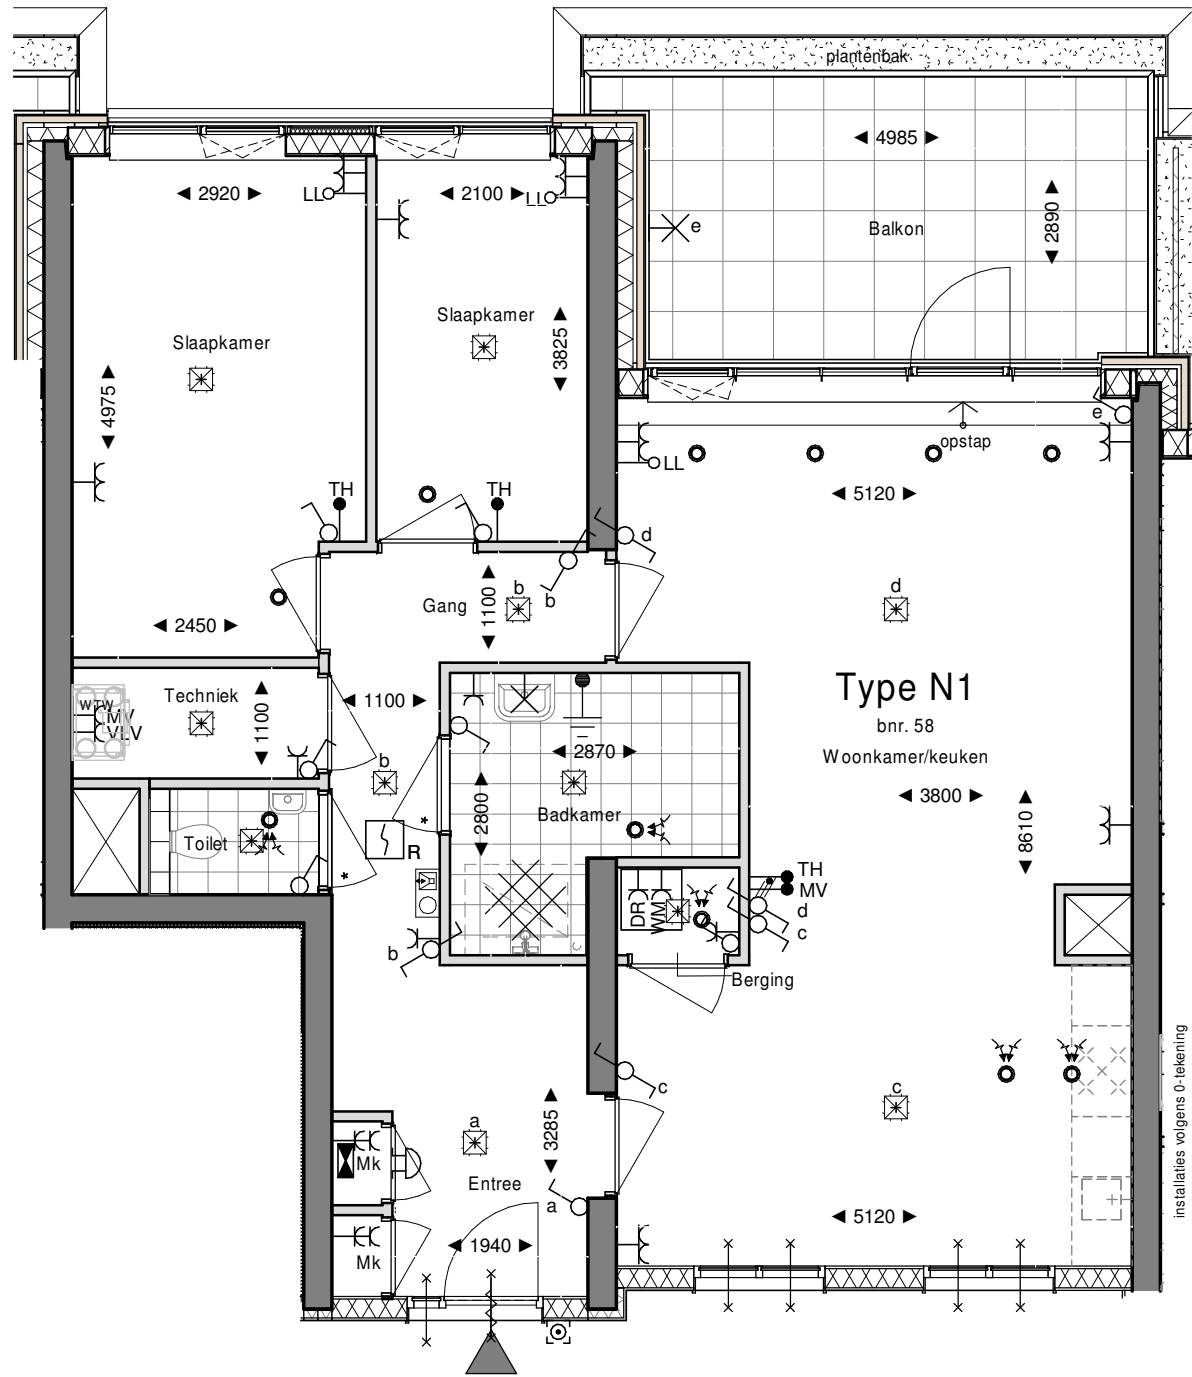 plantenbak
◄ 4985 ►
◄ 2890 ►
Balkon
e
◄ 2920 ►
LL
◄ 2100 ►
LL
Slaapkamer
Slaapkamer
◄ 3825 ►
◄ 4975 ►
e
opstap
LL
◄ 5120 ►
TH
TH
d
b
b
d
Gang
◄ 1100 ►
◄ 2450 ►
Techniek
WTW
MV
VLV
◄ 1100 ►
◄ 1100 ►
b
Type N1
bnr. 58
Woonkamer/keuken
◄ 2870 ►
◄ 2800 ►
Badkamer
◄ 3800 ►
◄ 8610 ►
Toilet
*
*
R
TH
MV
d
c
DR
WM
b
Berging
c
c
a
◄ 3285 ►
Mk
Entree
a
◄ 5120 ►
◄ 1940 ►
Mk
installaties volgens 0-tekening